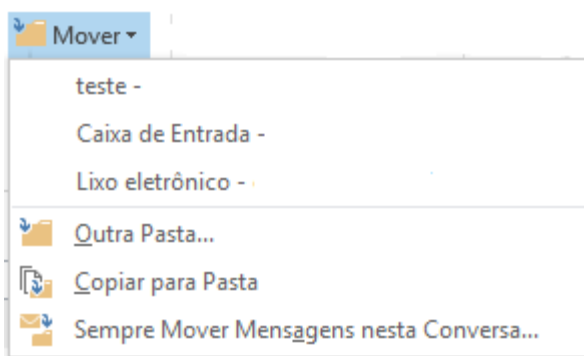 Mover
teste -
Caixa de Entrada -
Lixo eletrônico -
Outra Pasta...
Copiar para Pasta
Sempre Mover Mensagens nesta Conversa...